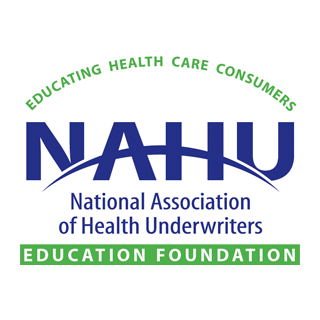 EDUCATING HEALTH CARE CONSUMERS
NAHU
National Association
of Health Underwriters
EDUCATION FOUNDATION